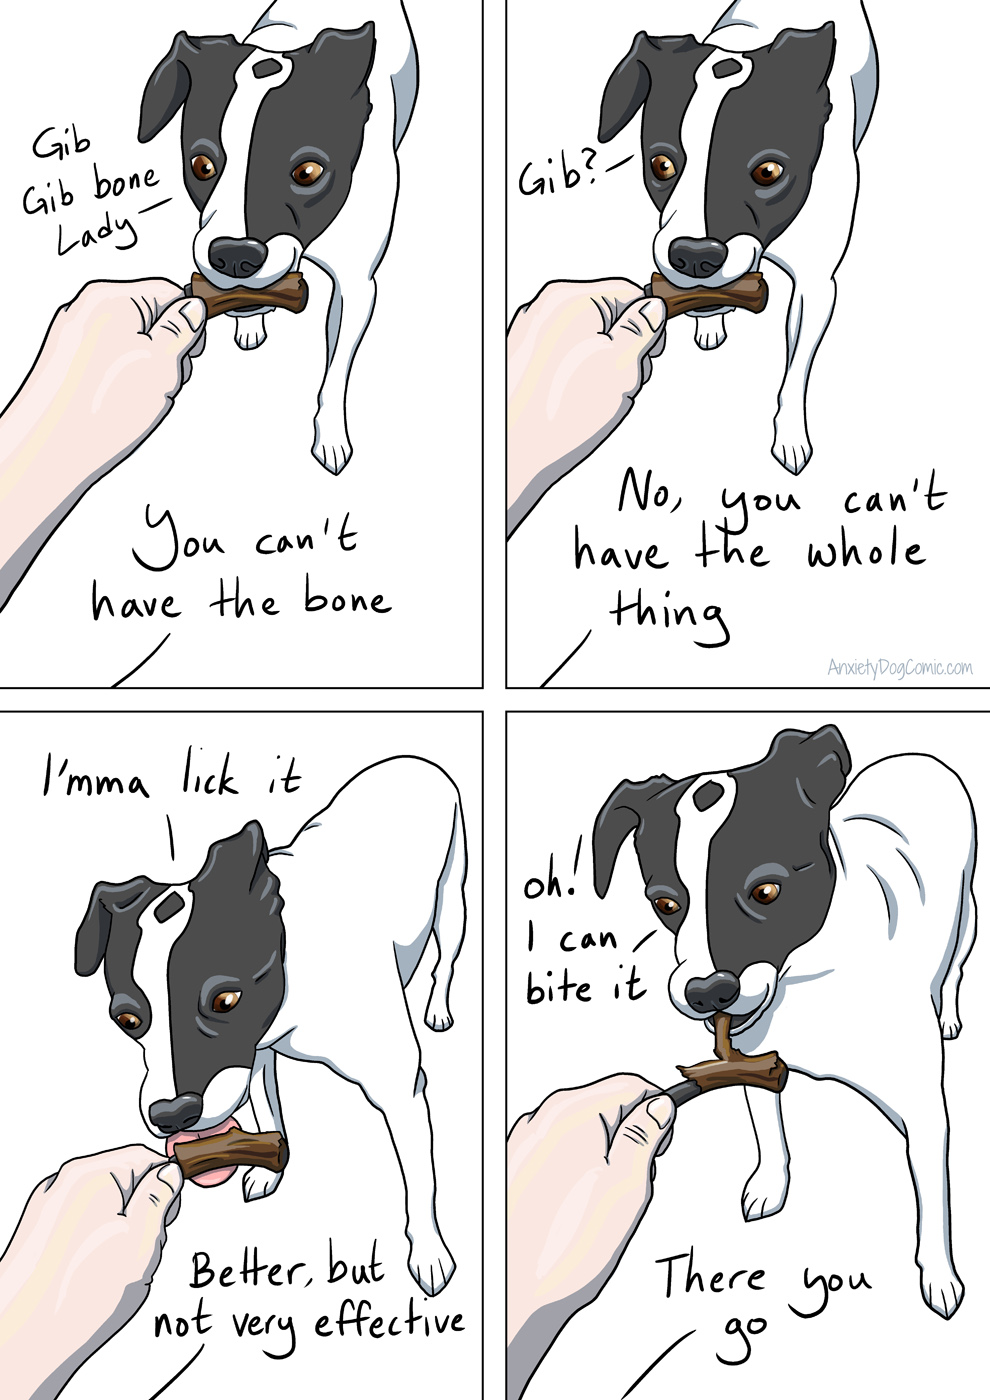 Gib
Gib bone
Lady
You can't
have the bone
Gib?
No, you can't
have the whole
thing
AnxietyDogComic.com
I'mma lick it
Better, but
not very effective
oh!
I can
bite it
There you
go